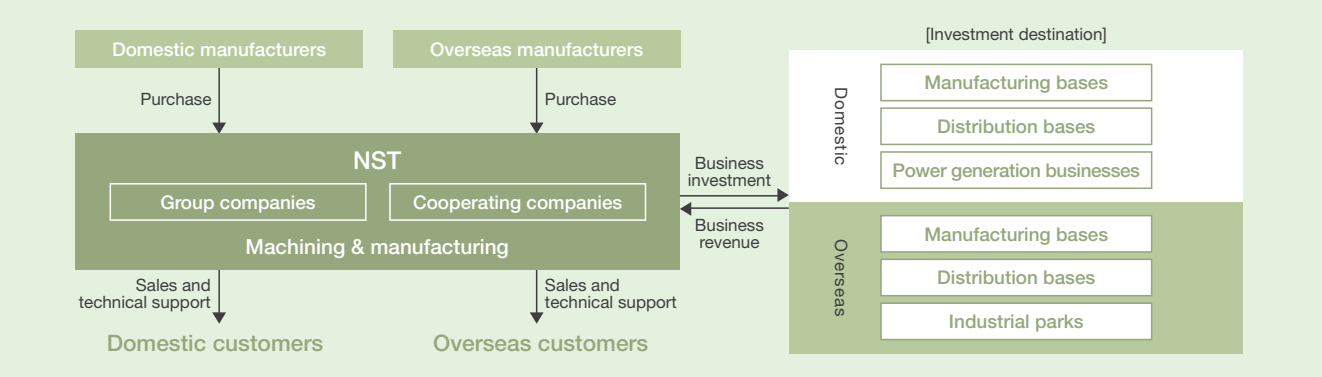 Domestic manufacturers
Overseas manufacturers
Purchase
Purchase
NST
Group companies
Cooperating companies
Machining & manufacturing
Sales and
technical support
Sales and
technical support
Domestic customers
Overseas customers
Business
investment
Business
revenue
[Investment destination]
Domestic
Manufacturing bases
Distribution bases
Power generation businesses
Overseas
Manufacturing bases
Distribution bases
Industrial parks